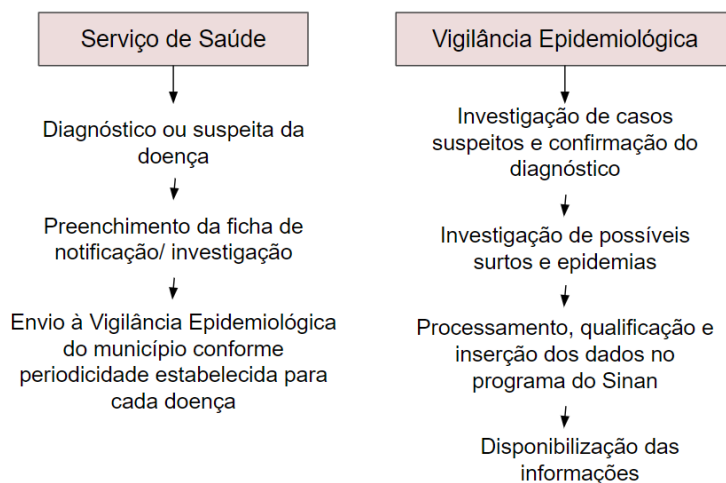 Serviço de Saúde
Diagnóstico ou suspeita da
doença
Preenchimento da ficha de
notificação/ investigação
Envio à Vigilância Epidemiológica
do município conforme
periodicidade estabelecida para
cada doença
Vigilância Epidemiológica
Investigação de casos
suspeitos e confirmação do
diagnóstico
Investigação de possíveis
surtos e epidemias
Processamento, qualificação e
inserção dos dados no
programa do Sinan
Disponibilização das
informações